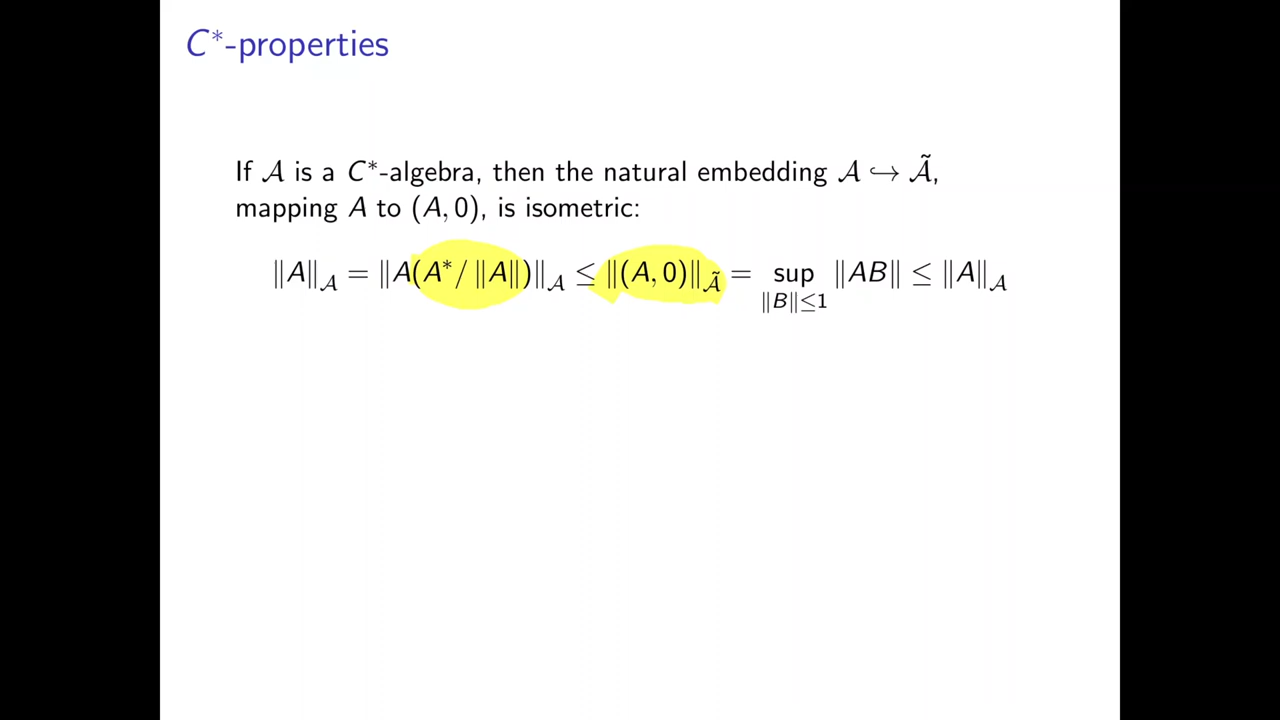 C*-properties
If 𝒜 is a C*-algebra, then the natural embedding 𝒜 ↪ 𝒜̃,
mapping A to (A, 0), is isometric:
‖A‖_𝒜 = ‖A(A*/ ‖A‖)‖_𝒜 ≤ ‖(A, 0)‖_𝒜̃ = sup_{‖B‖≤1} ‖AB‖ ≤ ‖A‖_𝒜